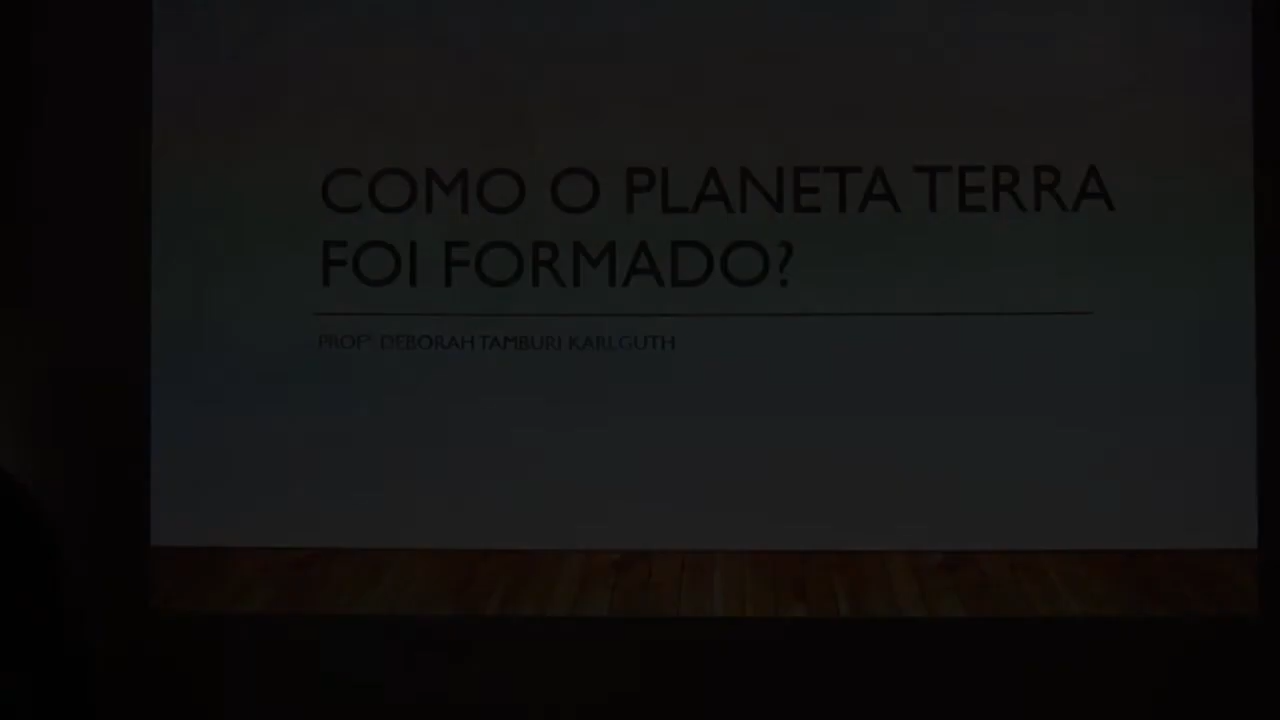 COMO O PLANETA TERRA
FOI FORMADO?
PROFª DEBORAH TAMBURI KARLGUTH